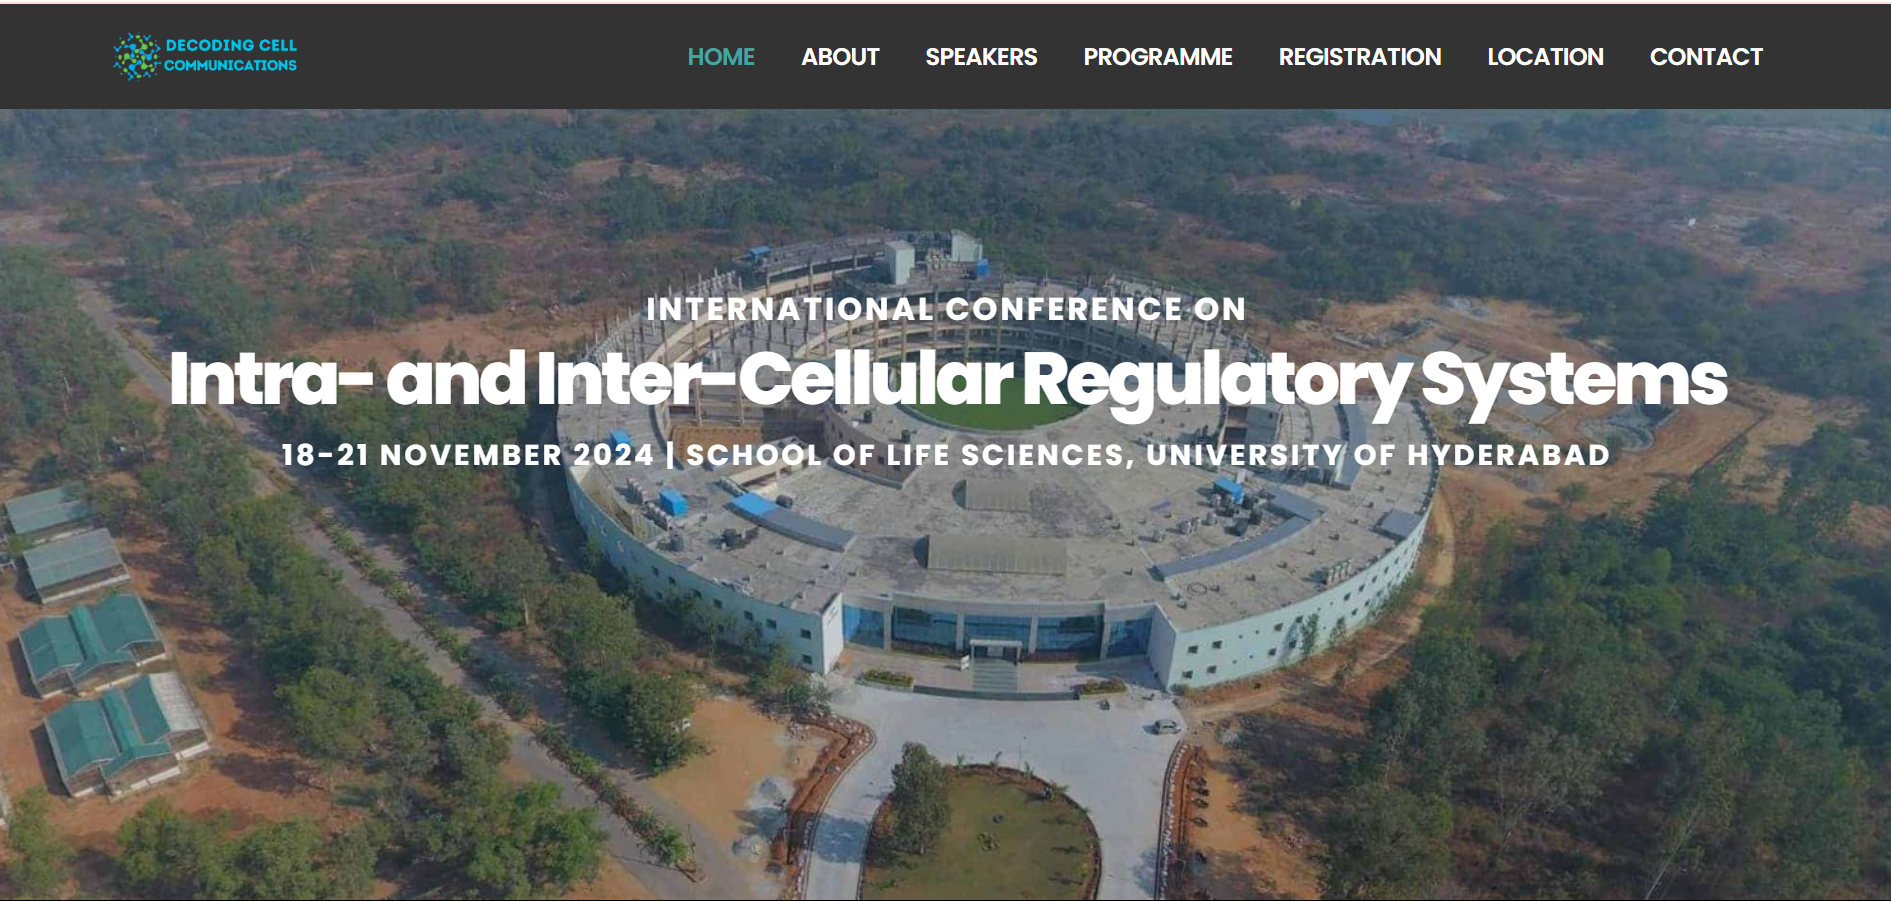 DECODING CELL
COMMUNICATIONS
HOME ABOUT SPEAKERS PROGRAMME REGISTRATION LOCATION CONTACT
INTERNATIONAL CONFERENCE ON
Intra- and Inter-Cellular Regulatory Systems
18-21 NOVEMBER 2024 | SCHOOL OF LIFE SCIENCES, UNIVERSITY OF HYDERABAD